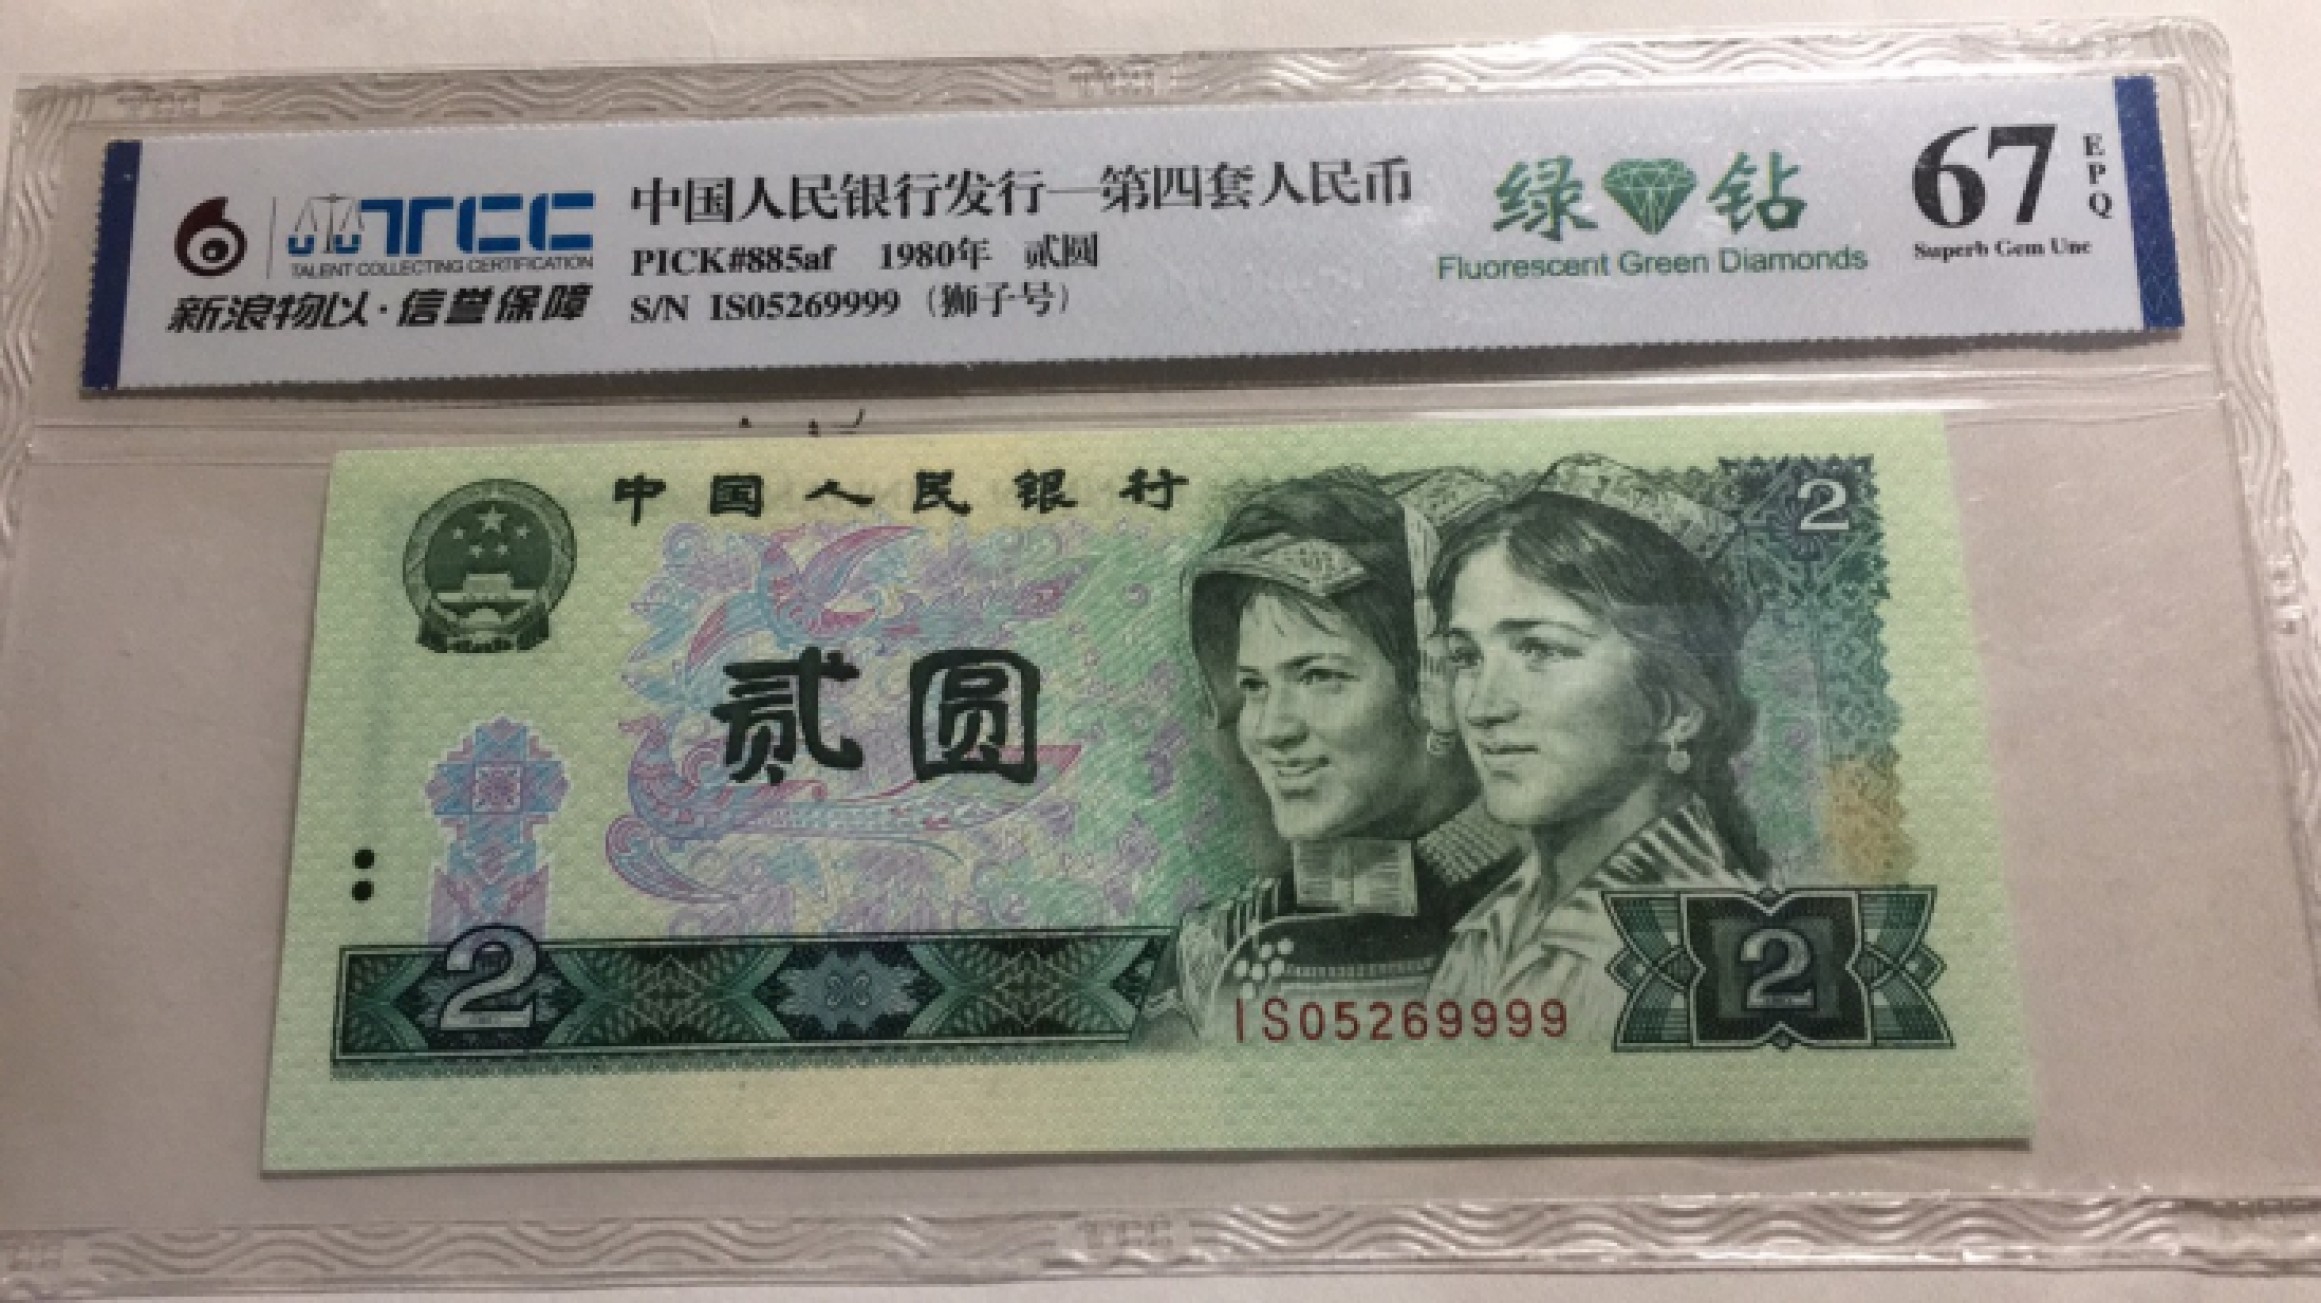 TCC
TALENT COLLECTING CERTIFICATION
新浪物以·信誉保障
中国人民银行发行—第四套人民币
PICK#885af 1980年 贰圆
S/N IS05269999（狮子号）
绿钻
Fluorescent Green Diamonds
67
EPQ
Superb Gem Unc
中国人民银行
2
贰圆
2
IS05269999
2
TCC